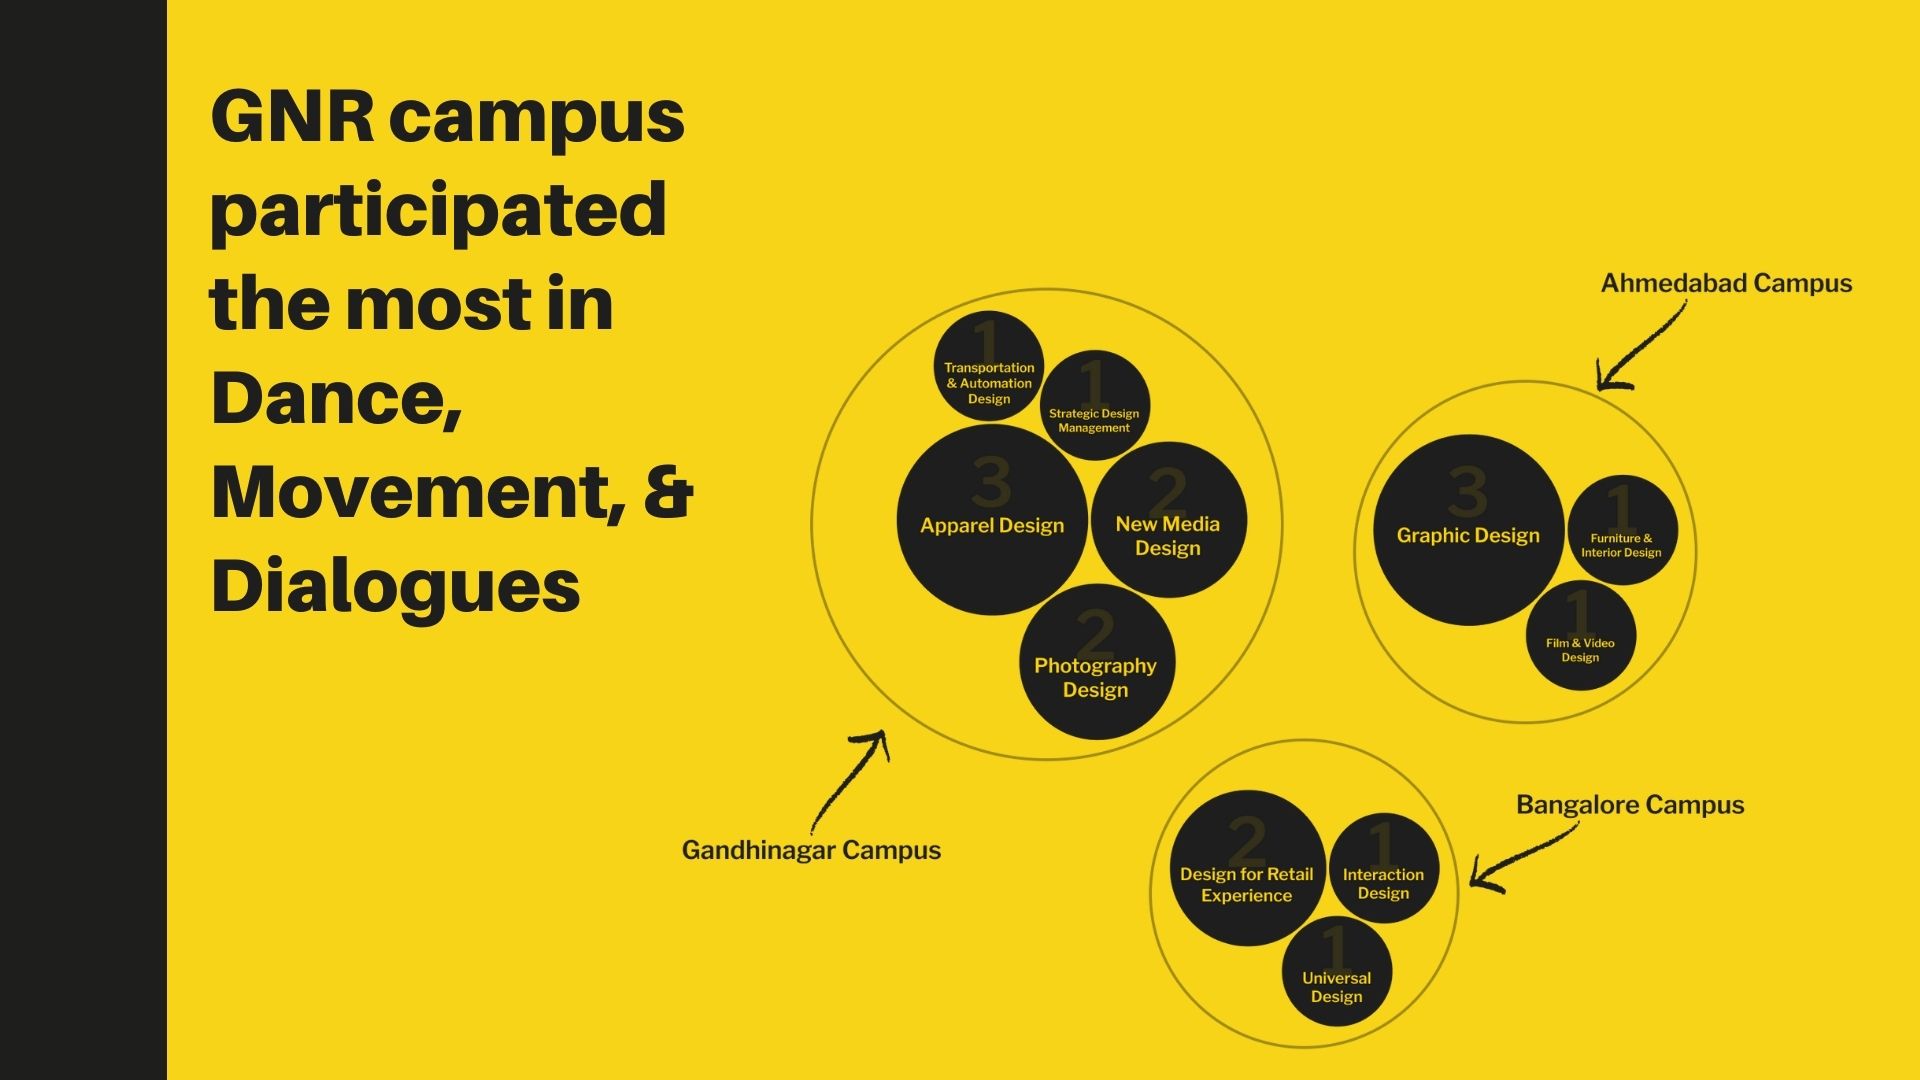 GNR campus
participated
the most in
Dance,
Movement, &
Dialogues
Ahmedabad Campus
1
Transportation
& Automation
Design
1
Strategic Design
Management
3
Apparel Design
2
New Media
Design
2
Photography
Design
Gandhinagar Campus
3
Graphic Design
1
Furniture &
Interior Design
1
Film & Video
Design
Bangalore Campus
2
Design for Retail
Experience
1
Interaction
Design
1
Universal
Design